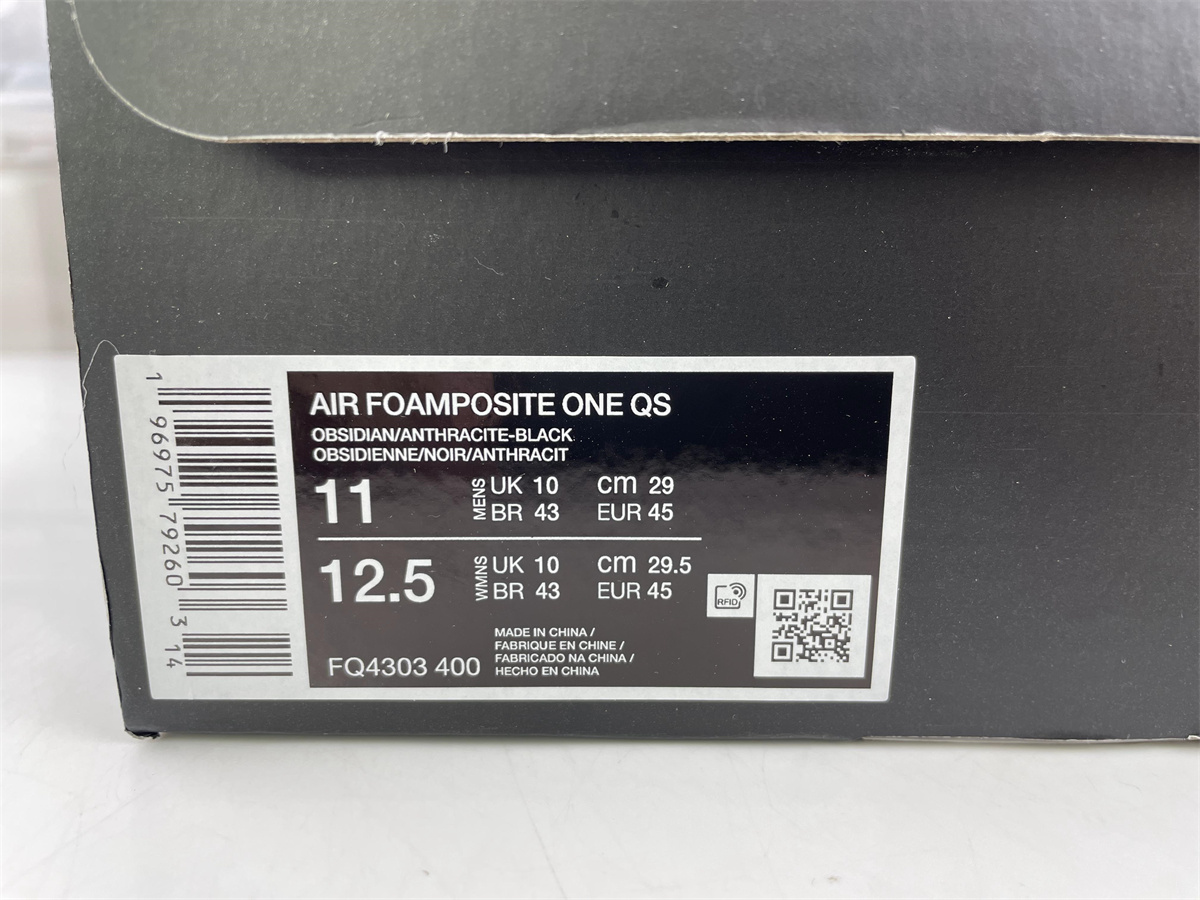 AIR FOAMPOSITE ONE QS
OBSIDIAN/ANTHRACITE-BLACK
OBSIDIENNE/NOIR/ANTHRACIT
11 MENS UK 10 cm 29
BR 43 EUR 45
12.5 WMNS UK 10 cm 29.5
BR 43 EUR 45
RFID
FQ4303 400
MADE IN CHINA /
FABRIQUE EN CHINE /
FABRICADO NA CHINA /
HECHO EN CHINA
1 96975 79260 3 14